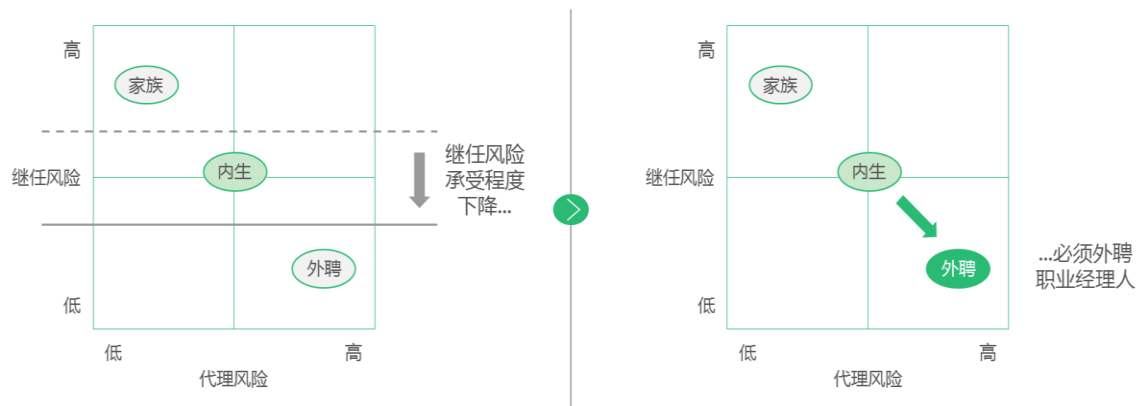 高
家族
继任风险
内生
外聘
低
低
高
代理风险
继任风险
承受程度
下降...
高
家族
继任风险
内生
外聘
低
低
高
代理风险
...必须外聘
职业经理人